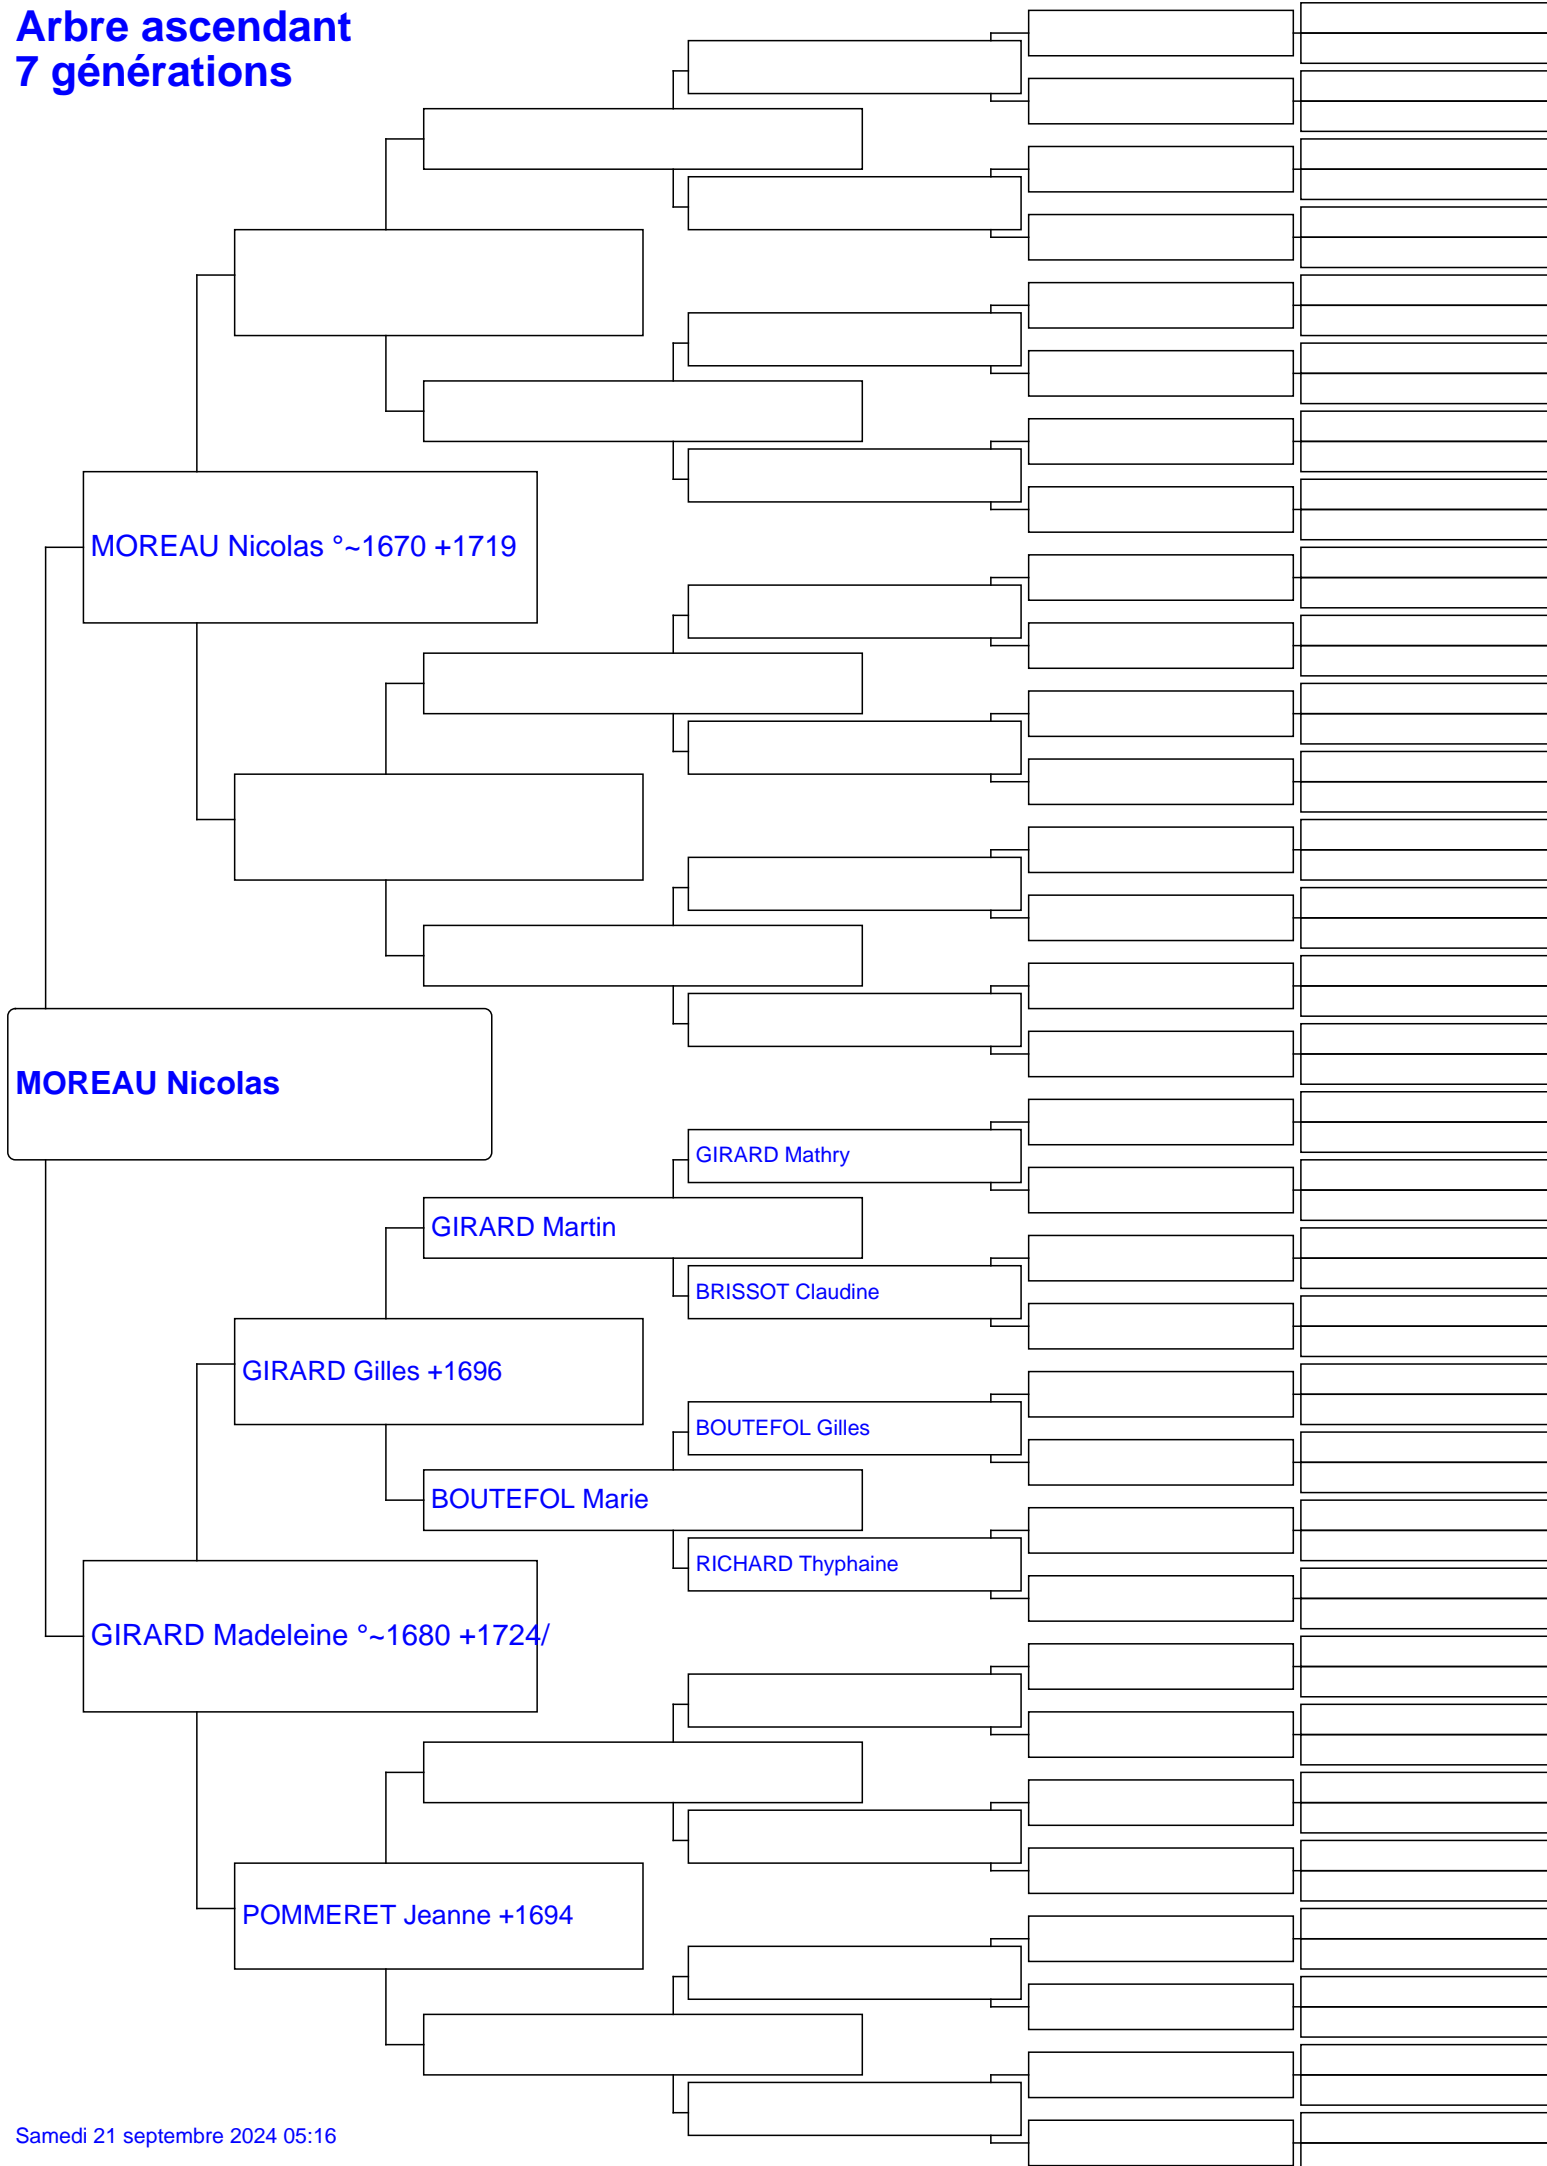 Arbre ascendant
7 générations
MOREAU Nicolas °~1670 +1719
MOREAU Nicolas
GIRARD Mathry
GIRARD Martin
BRISSOT Claudine
GIRARD Gilles +1696
BOUTEFOL Gilles
BOUTEFOL Marie
RICHARD Thyphaine
GIRARD Madeleine °~1680 +1724/
POMMERET Jeanne +1694
Samedi 21 septembre 2024 05:16